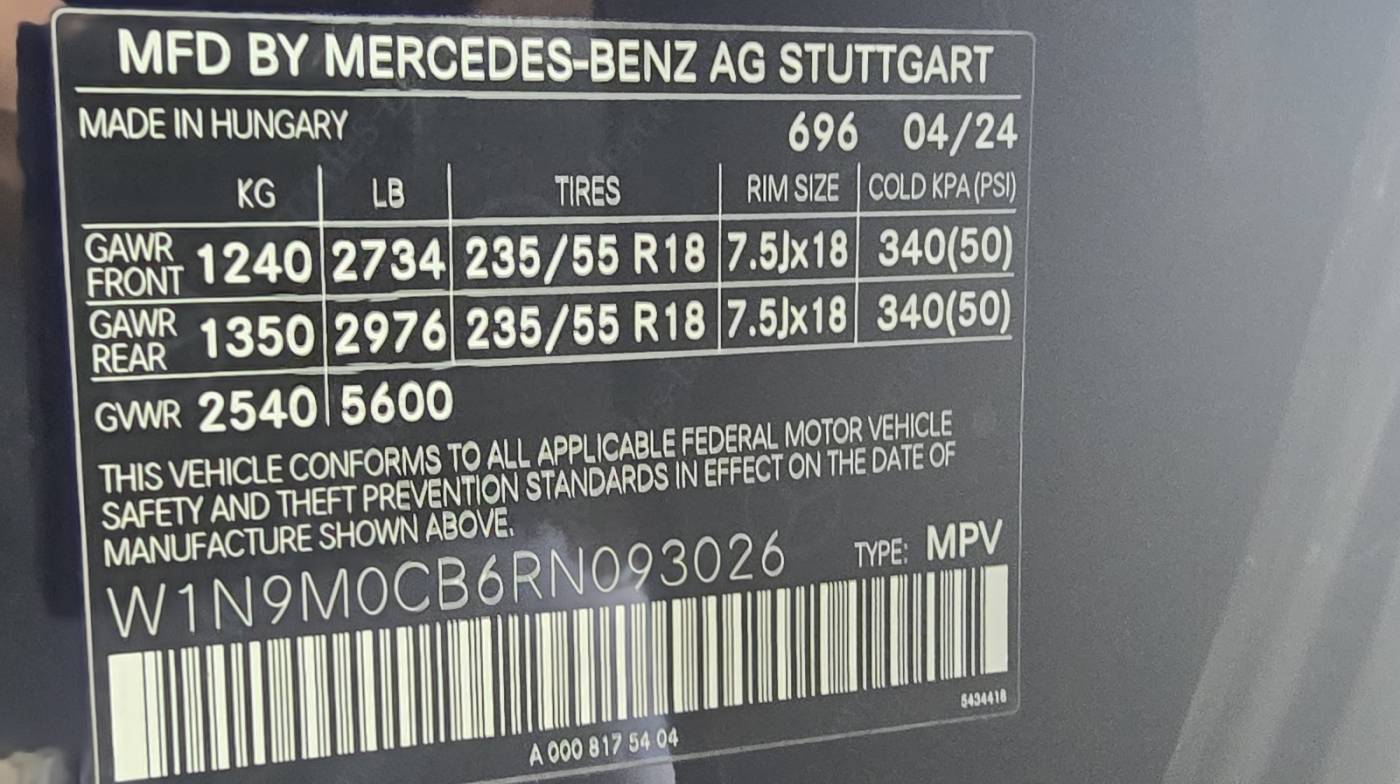 MFD BY MERCEDES-BENZ AG STUTTGART
MADE IN HUNGARY 696 04/24
KG LB TIRES RIM SIZE COLD KPA (PSI)
GAWR FRONT 1240 2734 235/55 R18 7.5Jx18 340(50)
GAWR REAR 1350 2976 235/55 R18 7.5Jx18 340(50)
GVWR 2540 5600
THIS VEHICLE CONFORMS TO ALL APPLICABLE FEDERAL MOTOR VEHICLE
SAFETY AND THEFT PREVENTION STANDARDS IN EFFECT ON THE DATE OF
MANUFACTURE SHOWN ABOVE.
W1N9M0CB6RN093026 TYPE: MPV
5434418
A 000 817 54 04